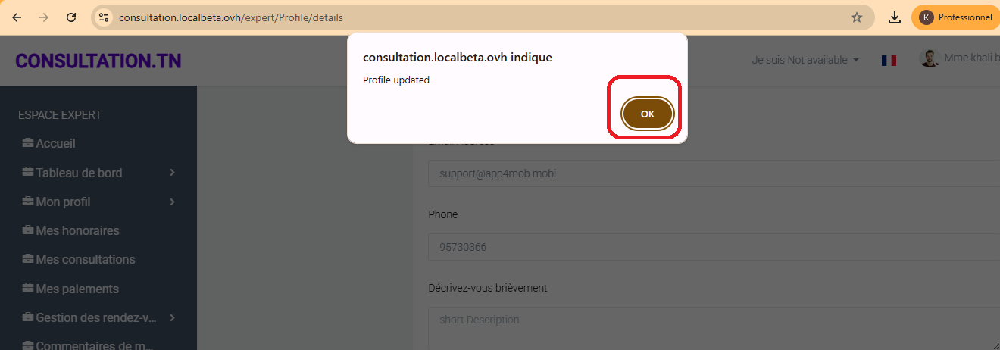 consultation.localbeta.ovh/expert/Profile/details
K Professionnel
CONSULTATION.TN
consultation.localbeta.ovh indique
Profile updated
OK
Je suis Not available
Mme khali b
ESPACE EXPERT
Accueil
Tableau de bord
Mon profil
Mes honoraires
Mes consultations
Mes paiements
Gestion des rendez-v...
Commentaires de m...
Email Address
support@app4mob.mobi
Phone
95730366
Décrivez-vous brièvement
short Description